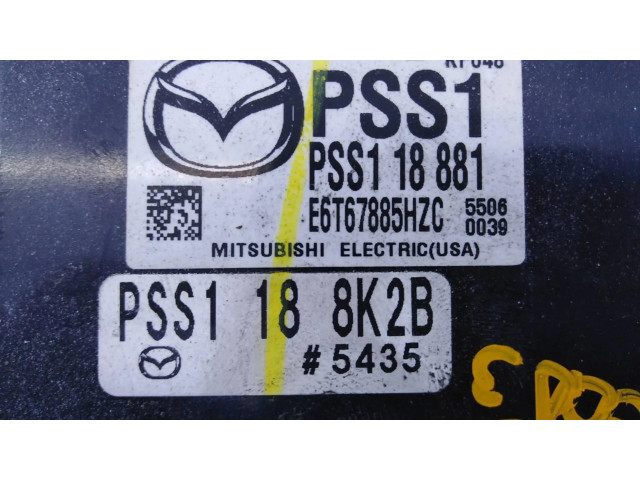 PSS1
PSS1 18 881
E6T67885HZC 5506
0039
MITSUBISHI ELECTRIC(USA)
PSS1 18 8K2B
#5435